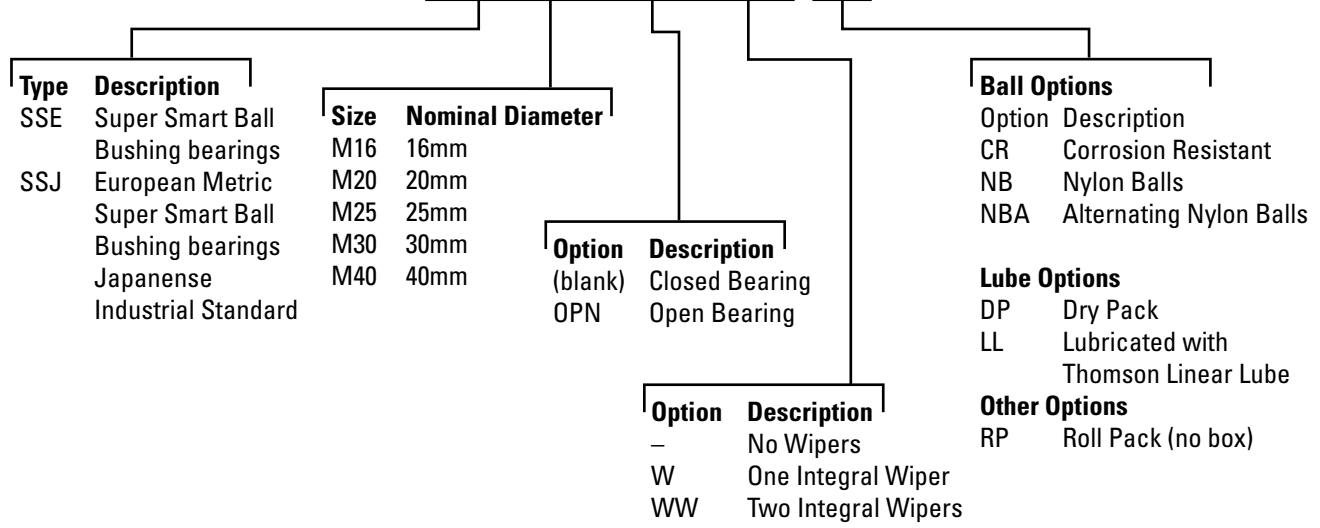 Type Description
SSE Super Smart Ball
Bushing bearings
SSJ European Metric
Super Smart Ball
Bushing bearings
Japanense
Industrial Standard
Size Nominal Diameter
M16 16mm
M20 20mm
M25 25mm
M30 30mm
M40 40mm
Option Description
(blank) Closed Bearing
OPN Open Bearing
Option Description
– No Wipers
W One Integral Wiper
WW Two Integral Wipers
Ball Options
Option Description
CR Corrosion Resistant
NB Nylon Balls
NBA Alternating Nylon Balls
Lube Options
DP Dry Pack
LL Lubricated with
Thomson Linear Lube
Other Options
RP Roll Pack (no box)